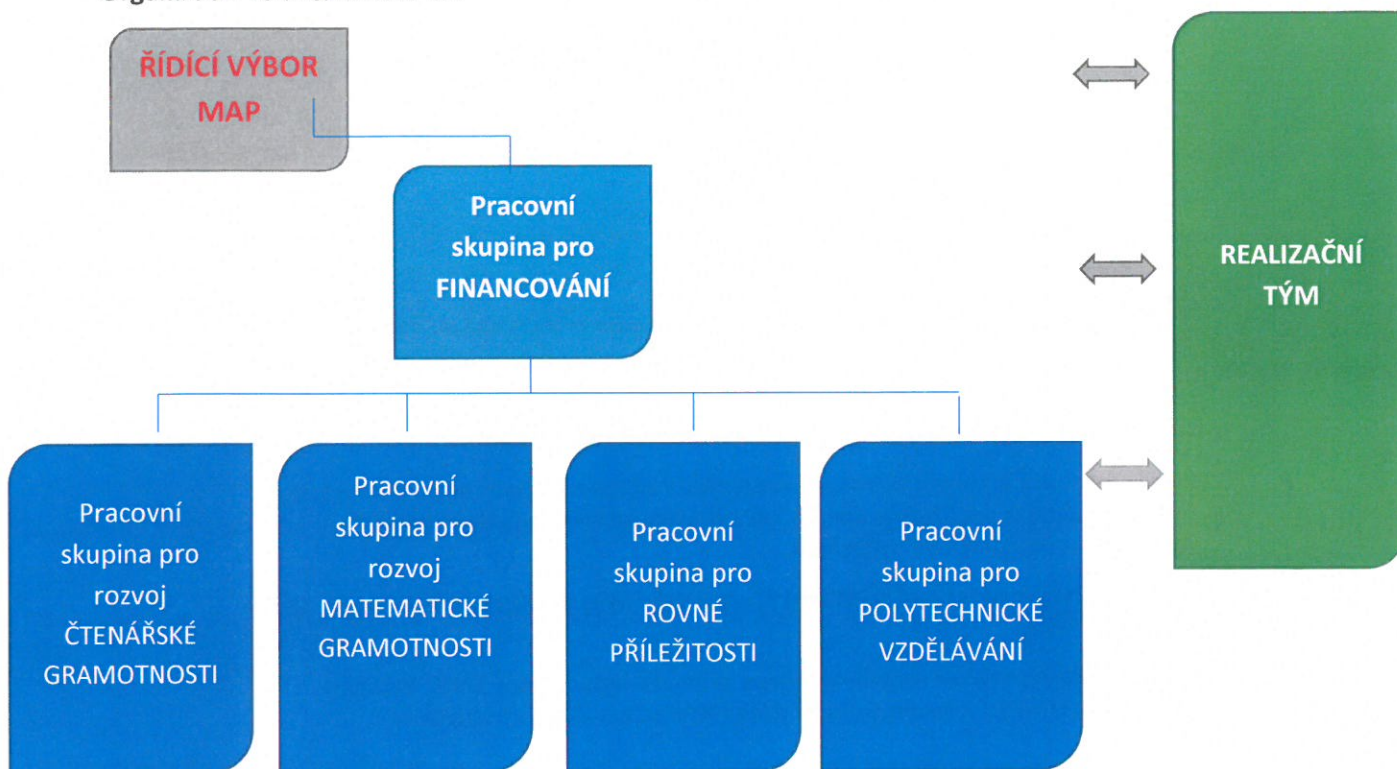 ŘÍDÍCÍ VÝBOR
MAP
Pracovní
skupina pro
FINANCOVÁNÍ
REALIZAČNÍ
TÝM
Pracovní
skupina pro
rozvoj
ČTENÁŘSKÉ
GRAMOTNOSTI
Pracovní
skupina pro
rozvoj
MATEMATICKÉ
GRAMOTNOSTI
Pracovní
skupina pro
ROVNÉ
PŘÍLEŽITOSTI
Pracovní
skupina pro
POLYTECHNICKÉ
VZDĚLÁVÁNÍ